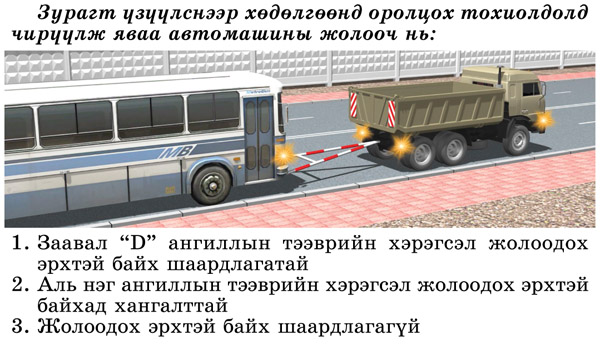 Зурагт үзүүлснээр хөдөлгөөнд оролцох тохиолдолд
чирүүлж яваа автомашины жолооч нь:
МБ
1. Заавал “D” ангиллын тээврийн хэрэгсэл жолоодох
эрхтэй байх шаардлагатай
2. Аль нэг ангиллын тээврийн хэрэгсэл жолоодох эрхтэй
байхад хангалттай
3. Жолоодох эрхтэй байх шаардлагагүй